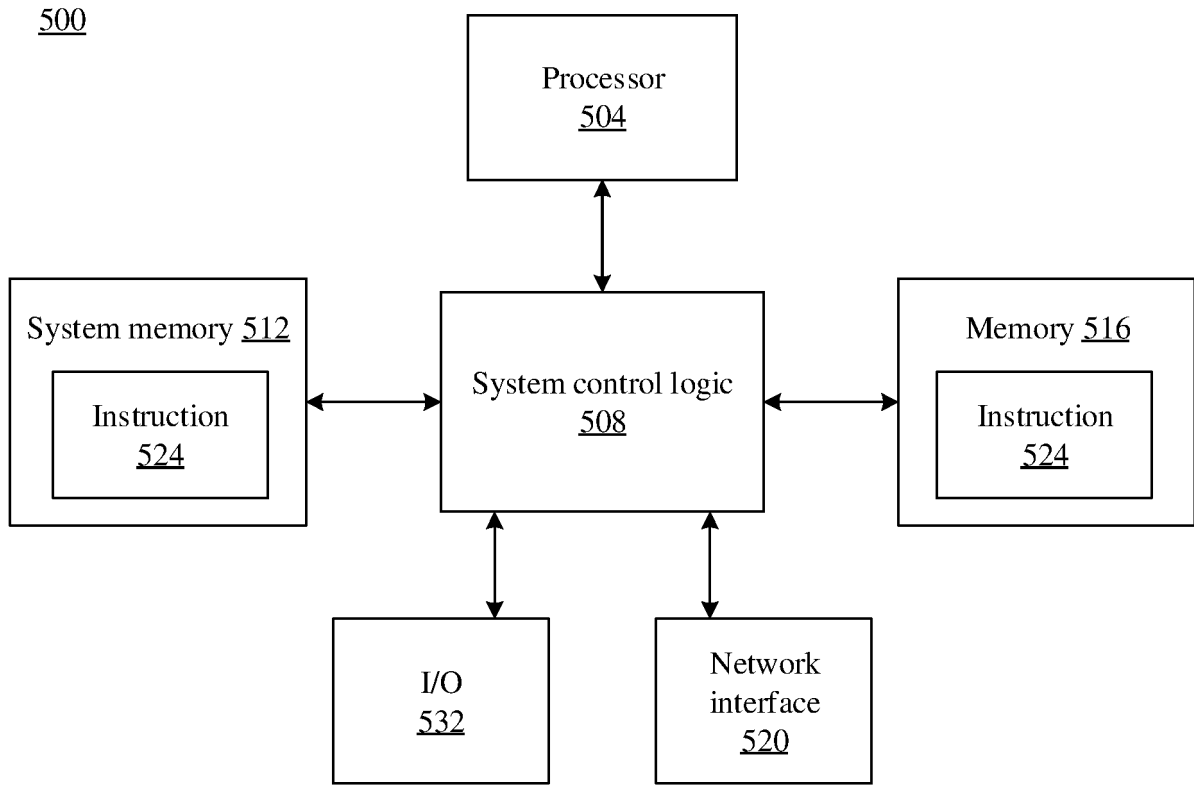 500
Processor
504
System memory 512
Instruction
524
System control logic
508
Memory 516
Instruction
524
I/O
532
Network
interface
520